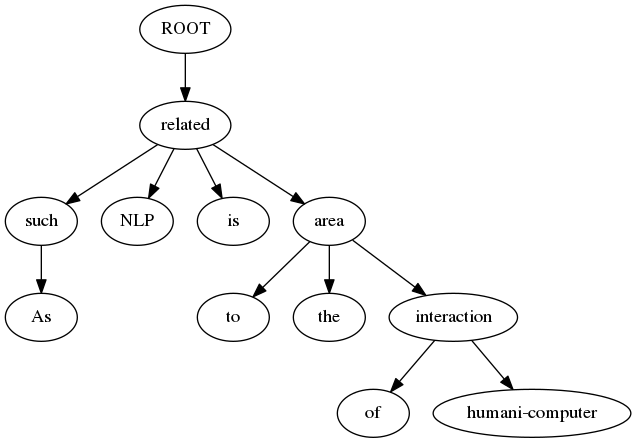 ROOT
related
such
NLP
is
area
As
to
the
interaction
of
humani-computer